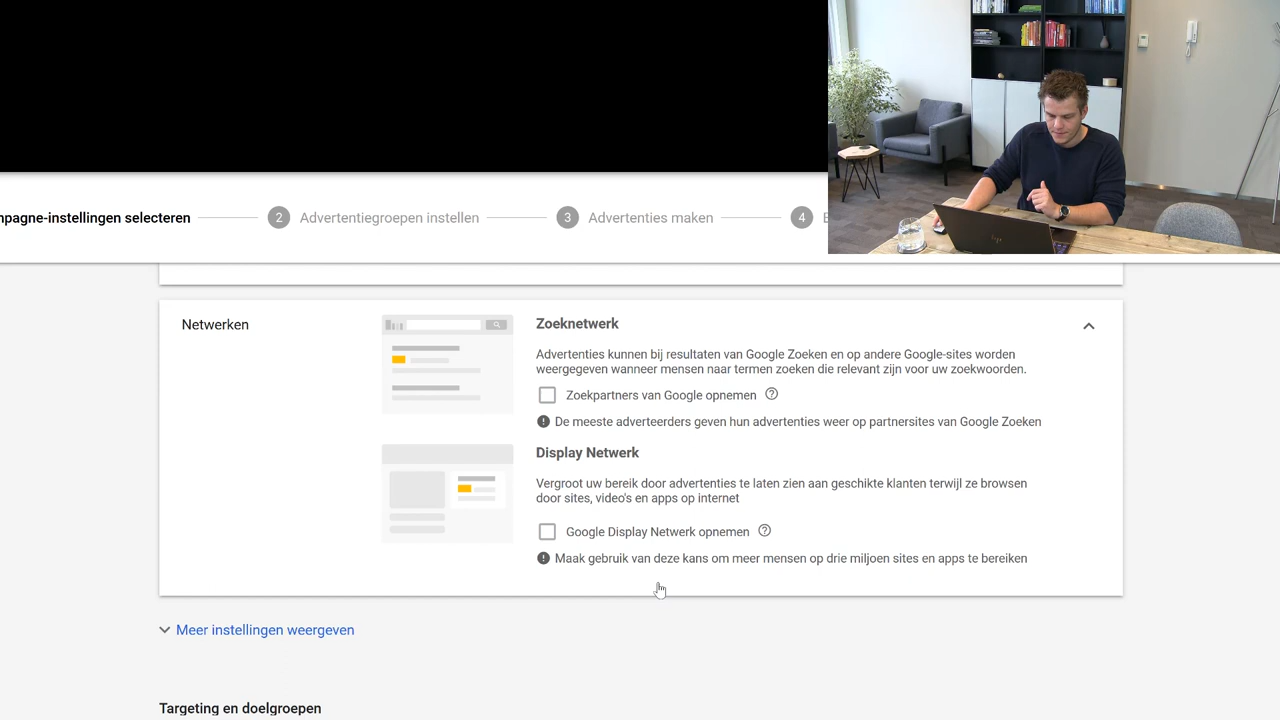 mpagne-instellingen selecteren
2 Advertentiegroepen instellen
3 Advertenties maken
4
Netwerken
Zoeknetwerk
Advertenties kunnen bij resultaten van Google Zoeken en op andere Google-sites worden
weergegeven wanneer mensen naar termen zoeken die relevant zijn voor uw zoekwoorden.
Zoekpartners van Google opnemen
De meeste adverteerders geven hun advertenties weer op partnersites van Google Zoeken
Display Netwerk
Vergroot uw bereik door advertenties te laten zien aan geschikte klanten terwijl ze browsen
door sites, video's en apps op internet
Google Display Netwerk opnemen
Maak gebruik van deze kans om meer mensen op drie miljoen sites en apps te bereiken
Meer instellingen weergeven
Targeting en doelgroepen